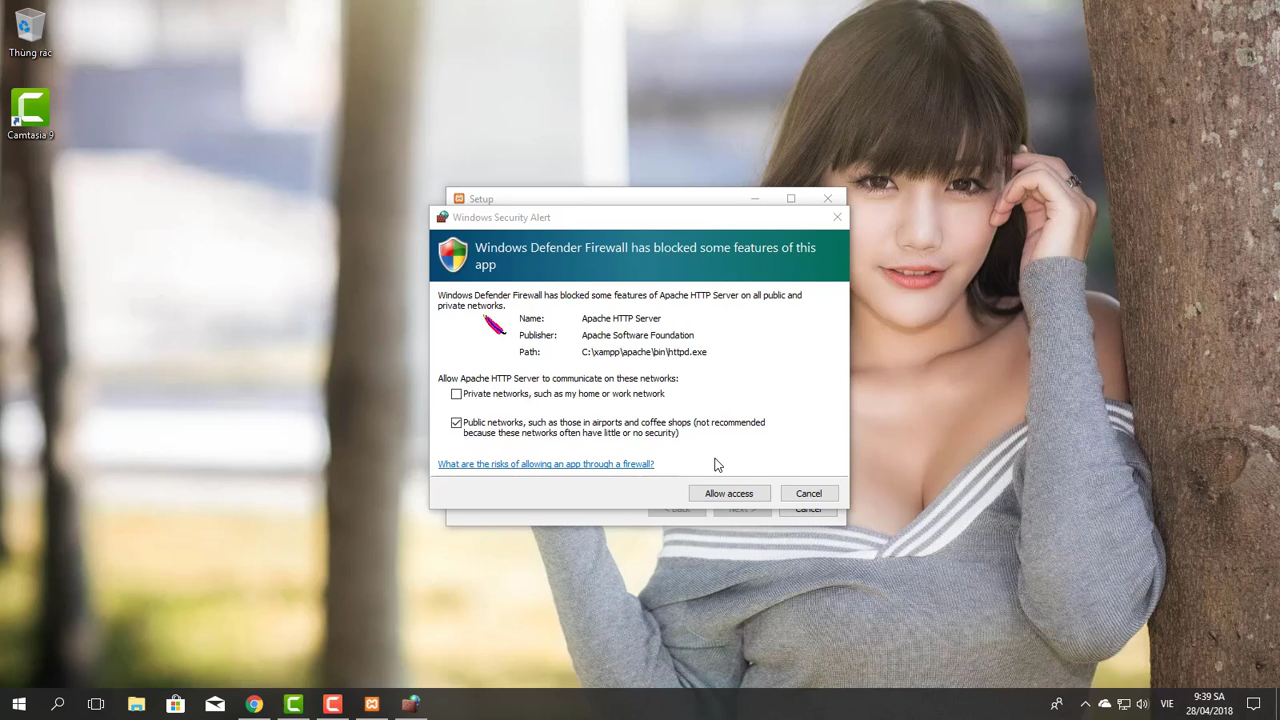 Thùng rác
Camtasia 9
Setup
Windows Security Alert
Windows Defender Firewall has blocked some features of this
app
Windows Defender Firewall has blocked some features of Apache HTTP Server on all public and
private networks.
Name: Apache HTTP Server
Publisher: Apache Software Foundation
Path: C:\xampp\apache\bin\httpd.exe
Allow Apache HTTP Server to communicate on these networks:
Private networks, such as my home or work network
Public networks, such as those in airports and coffee shops (not recommended
because these networks often have little or no security)
What are the risks of allowing an app through a firewall?
Allow access Cancel
< Back Next > Cancel
VIE
9:39 SA
28/04/2018